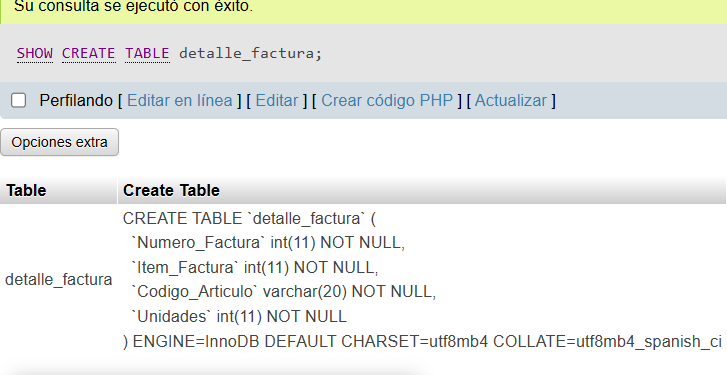 Su consulta se ejecutó con éxito.
SHOW CREATE TABLE detalle_factura;
Perfilando [ Editar en línea ] [ Editar ] [ Crear código PHP ] [ Actualizar ]
Opciones extra
Table Create Table
detalle_factura
CREATE TABLE `detalle_factura` (
`Numero_Factura` int(11) NOT NULL,
`Item_Factura` int(11) NOT NULL,
`Codigo_Articulo` varchar(20) NOT NULL,
`Unidades` int(11) NOT NULL
) ENGINE=InnoDB DEFAULT CHARSET=utf8mb4 COLLATE=utf8mb4_spanish_ci